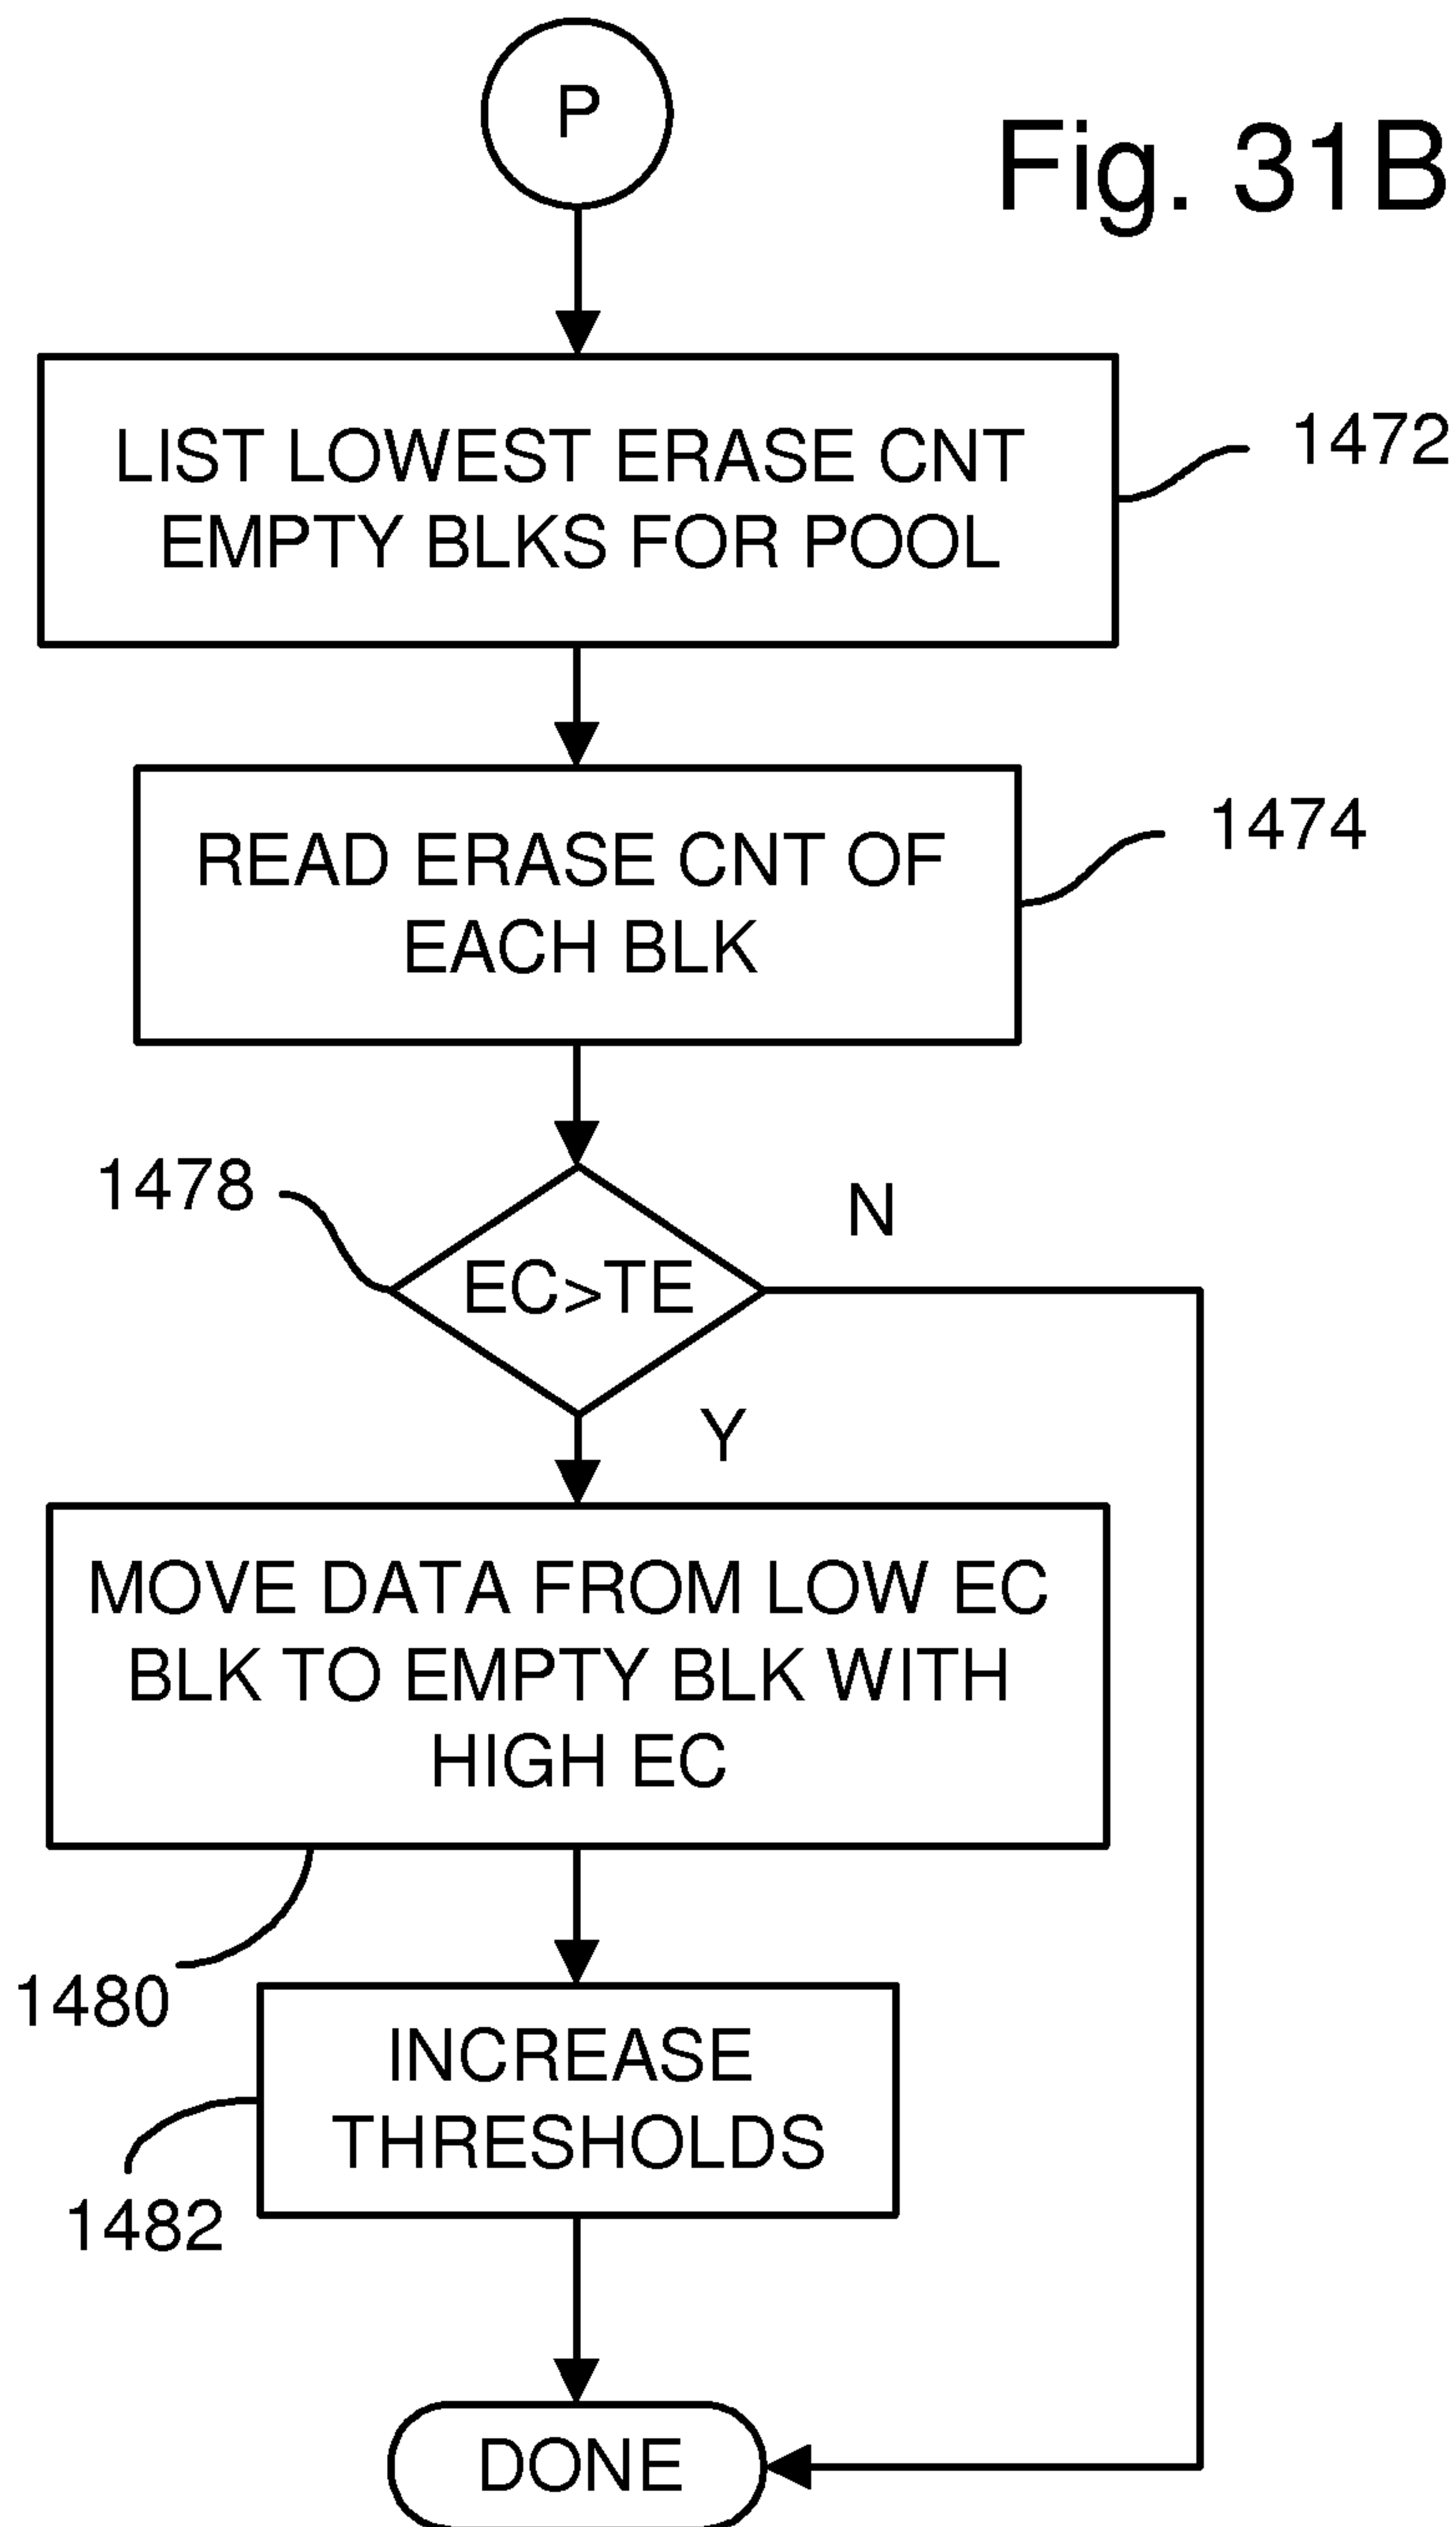 P
Fig. 31B
LIST LOWEST ERASE CNT
EMPTY BLKS FOR POOL
1472
READ ERASE CNT OF
EACH BLK
1474
1478
EC>TE
N
Y
MOVE DATA FROM LOW EC
BLK TO EMPTY BLK WITH
HIGH EC
1480
INCREASE
THRESHOLDS
1482
DONE